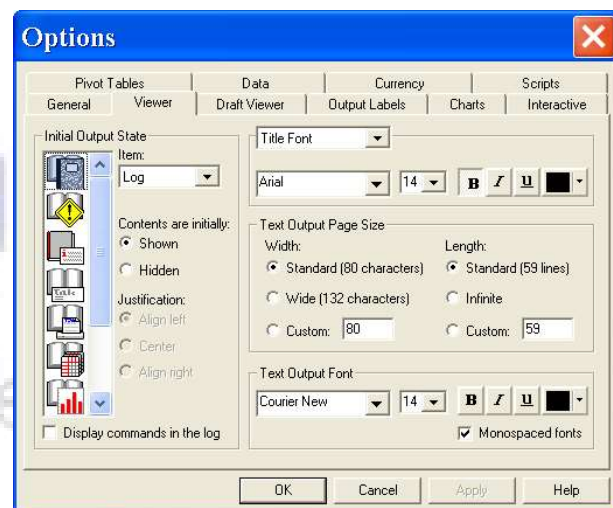 Options
Pivot Tables Data Currency Scripts
General Viewer Draft Viewer Output Labels Charts Interactive
Initial Output State
Item:
Log
Contents are initially:
Shown
Hidden
Justification:
Align left
Center
Align right
Display commands in the log
Title Font
Arial 14 B I U
Text Output Page Size
Width: Length:
Standard (80 characters) Standard (59 lines)
Wide (132 characters) Infinite
Custom: 80 Custom: 59
Text Output Font
Courier New 14 B I U
Monospaced fonts
OK Cancel Apply Help